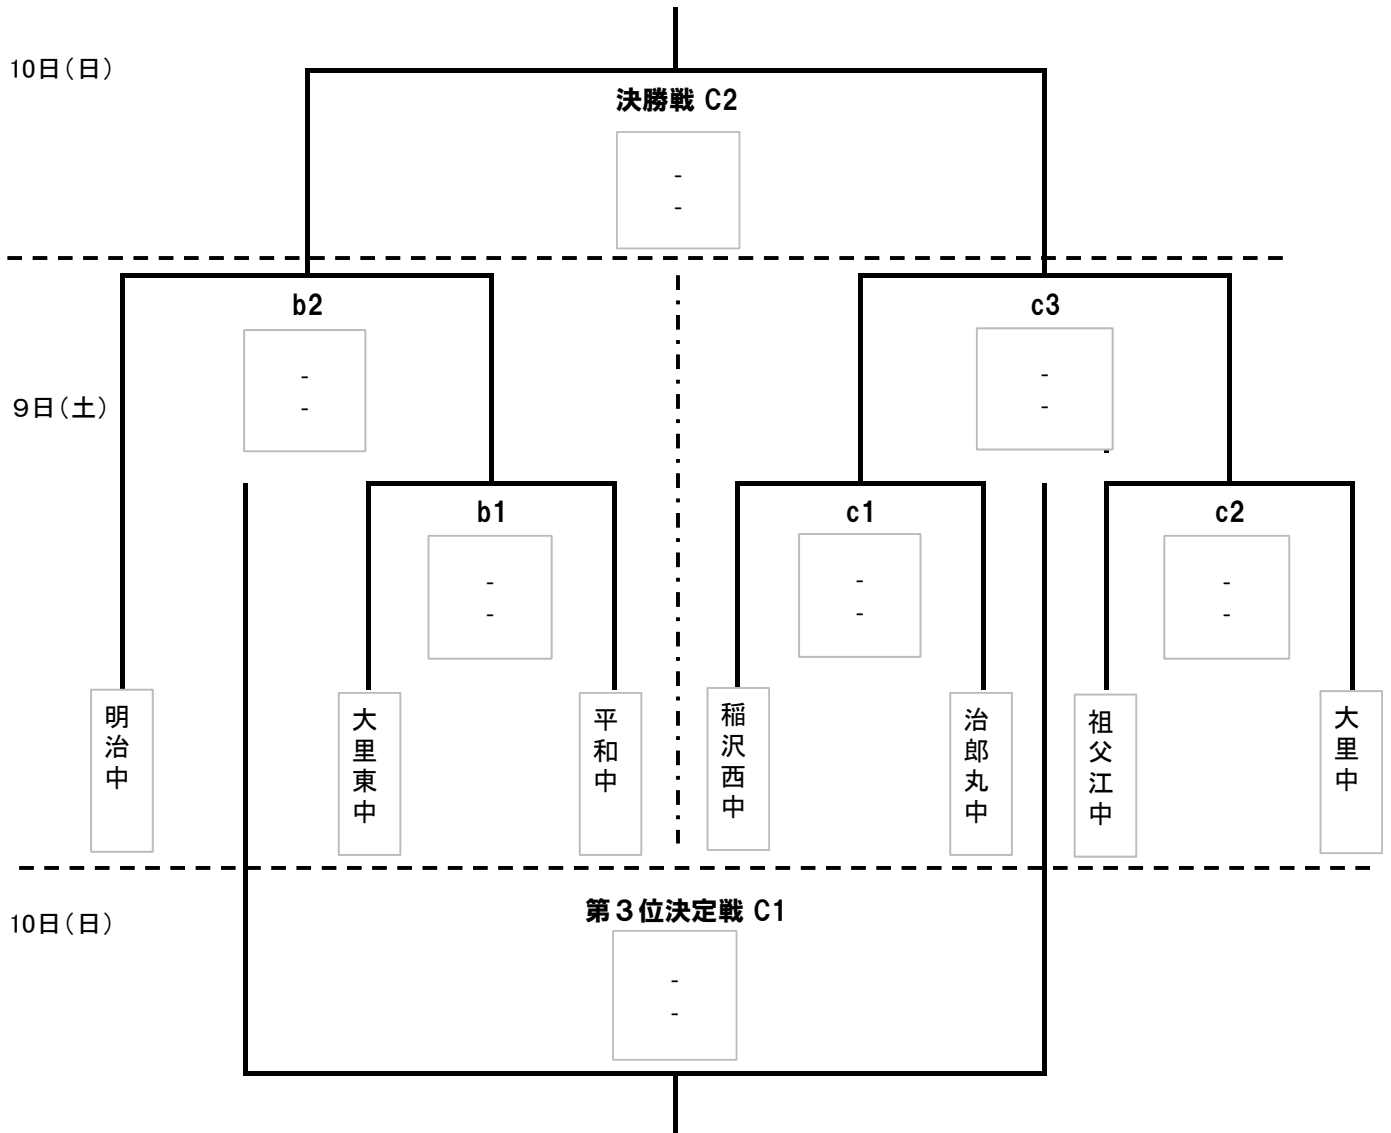 10日(日)
決勝戦 C2
-
-
b2
c3
-
-
-
-
9日(土)
b1
c1
c2
-
-
-
-
-
-
明治中
大里東中
平和中
稲沢西中
治郎丸中
祖父江中
大里中
第3位決定戦 C1
10日(日)
-
-